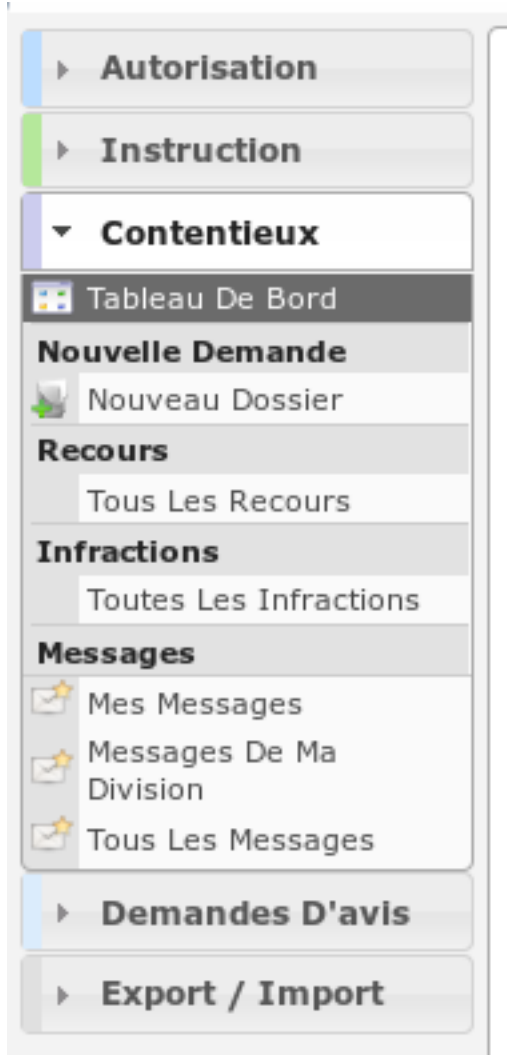 Autorisation
Instruction
Contentieux
Tableau De Bord
Nouvelle Demande
Nouveau Dossier
Recours
Tous Les Recours
Infractions
Toutes Les Infractions
Messages
Mes Messages
Messages De Ma
Division
Tous Les Messages
Demandes D'avis
Export / Import